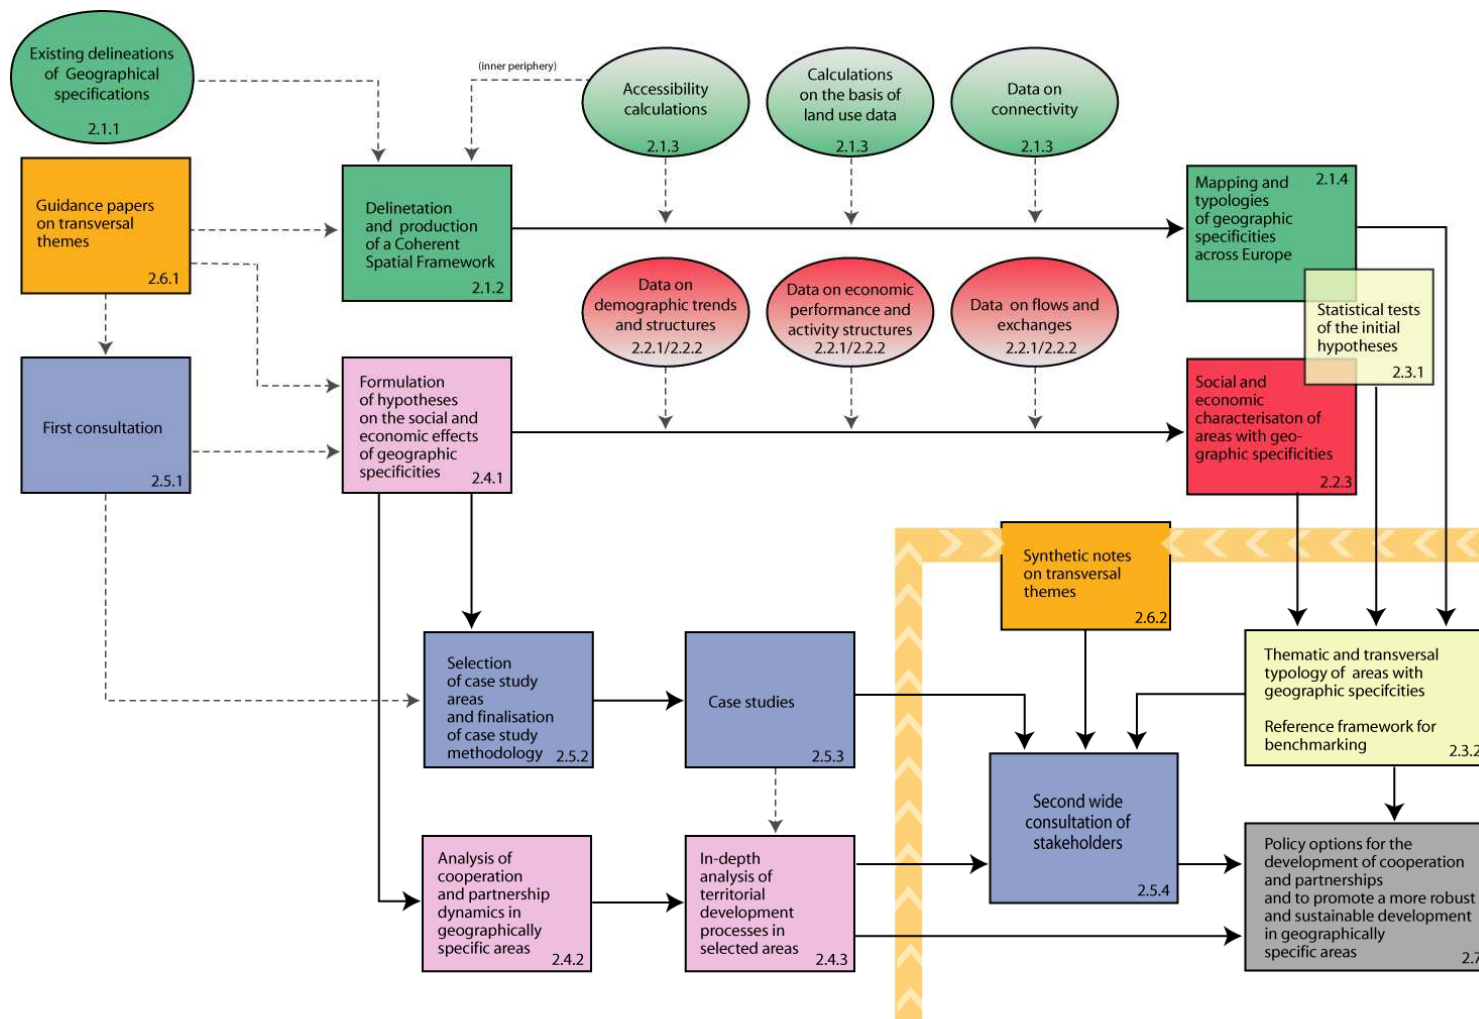 Existing delineations
of Geographical
specifications
2.1.1
(inner periphery)
Accessibility
calculations
2.1.3
Calculations
on the basis of
land use data
2.1.3
Data on
connectivity
2.1.3
Guidance papers
on transversal
themes
2.6.1
Delinetation
and production
of a Coherent
Spatial Framework
2.1.2
Mapping and
typologies
of geographic
specificities
across Europe
2.1.4
Data on
demographic trends
and structures
2.2.1/2.2.2
Data on economic
performance and
activity structures
2.2.1/2.2.2
Data on flows and
exchanges
2.2.1/2.2.2
Statistical tests
of the initial
hypotheses
2.3.1
First consultation
2.5.1
Formulation
of hypotheses
on the social and
economic effects
of geographic
specificities
2.4.1
Social and
economic
characterisaton of
areas with geo-
graphic specificities
2.2.3
Synthetic notes
on transversal
themes
2.6.2
Selection
of case study
areas
and finalisation
of case study
methodology
2.5.2
Case studies
2.5.3
Thematic and transversal
typology of areas with
geographic specifcities
Reference framework for
benchmarking
2.3.2
Second wide
consultation of
stakeholders
2.5.4
Analysis of
cooperation
and partnership
dynamics in
geographically
specific areas
2.4.2
In-depth
analysis of
territorial
development
processes in
selected areas
2.4.3
Policy options for the
development of cooperation
and partnerships
and to promote a more robust
and sustainable development
in geographically
specific areas
2.7